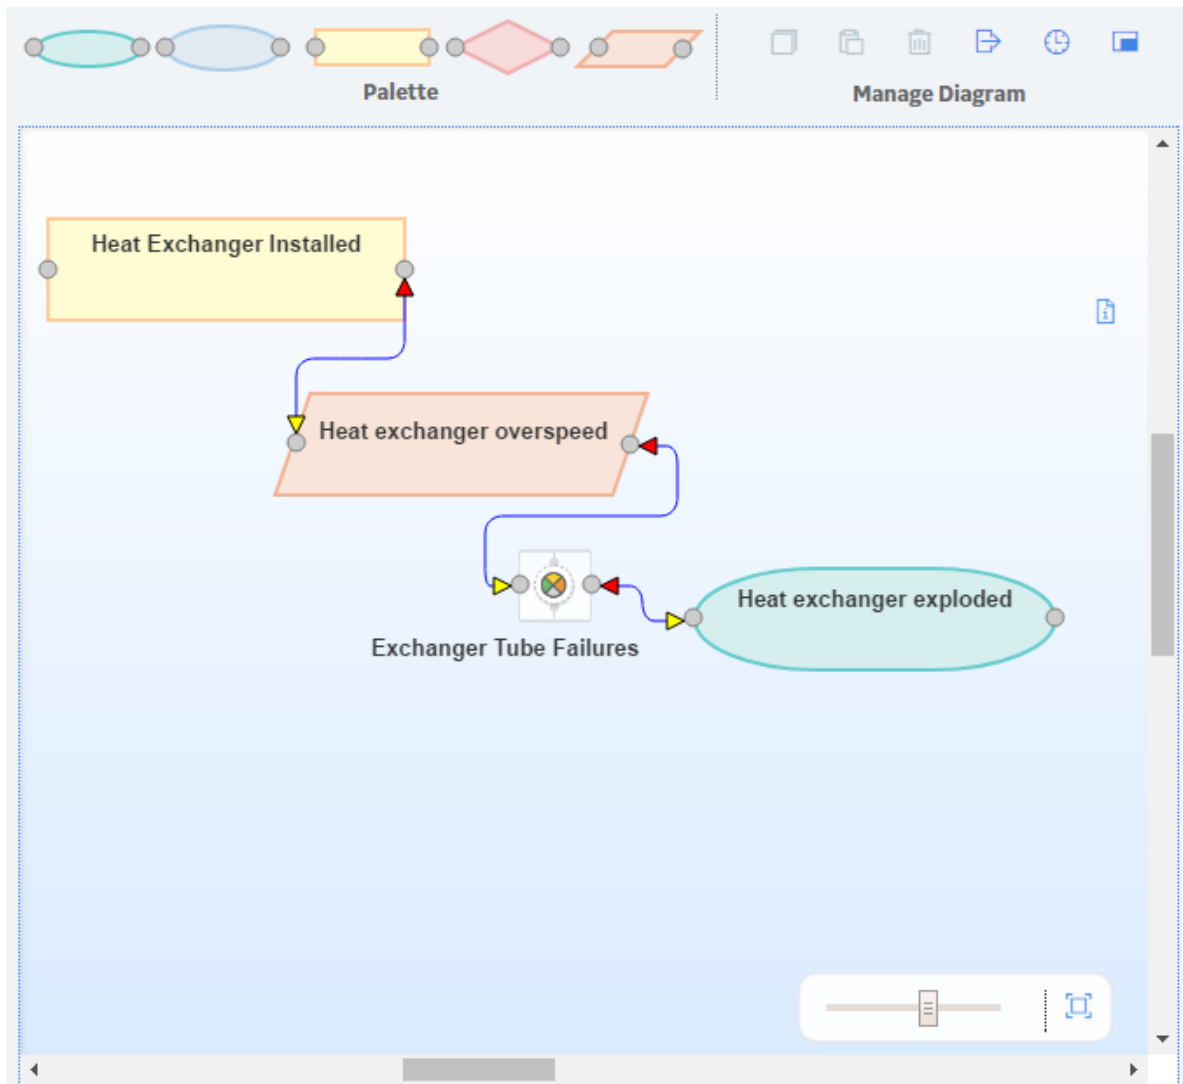 Palette
Manage Diagram
Heat Exchanger Installed
Heat exchanger overspeed
Exchanger Tube Failures
Heat exchanger exploded